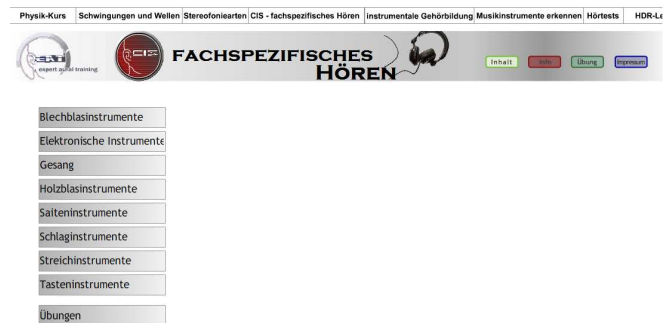 Physik-Kurs Schwingungen und Wellen Stereofoniearten CIS - fachspezifisches Hören instrumentale Gehörbildung Musikinstrumente erkennen Hörtests
FACHSPEZIFISCHES
HÖREN
expert aural training
CIS
Inhalt Info Übung Impressum
Blechblasinstrumente
Elektronische Instrumente
Gesang
Holzblasinstrumente
Saiteninstrumente
Schlaginstrumente
Streichinstrumente
Tasteninstrumente
Übungen